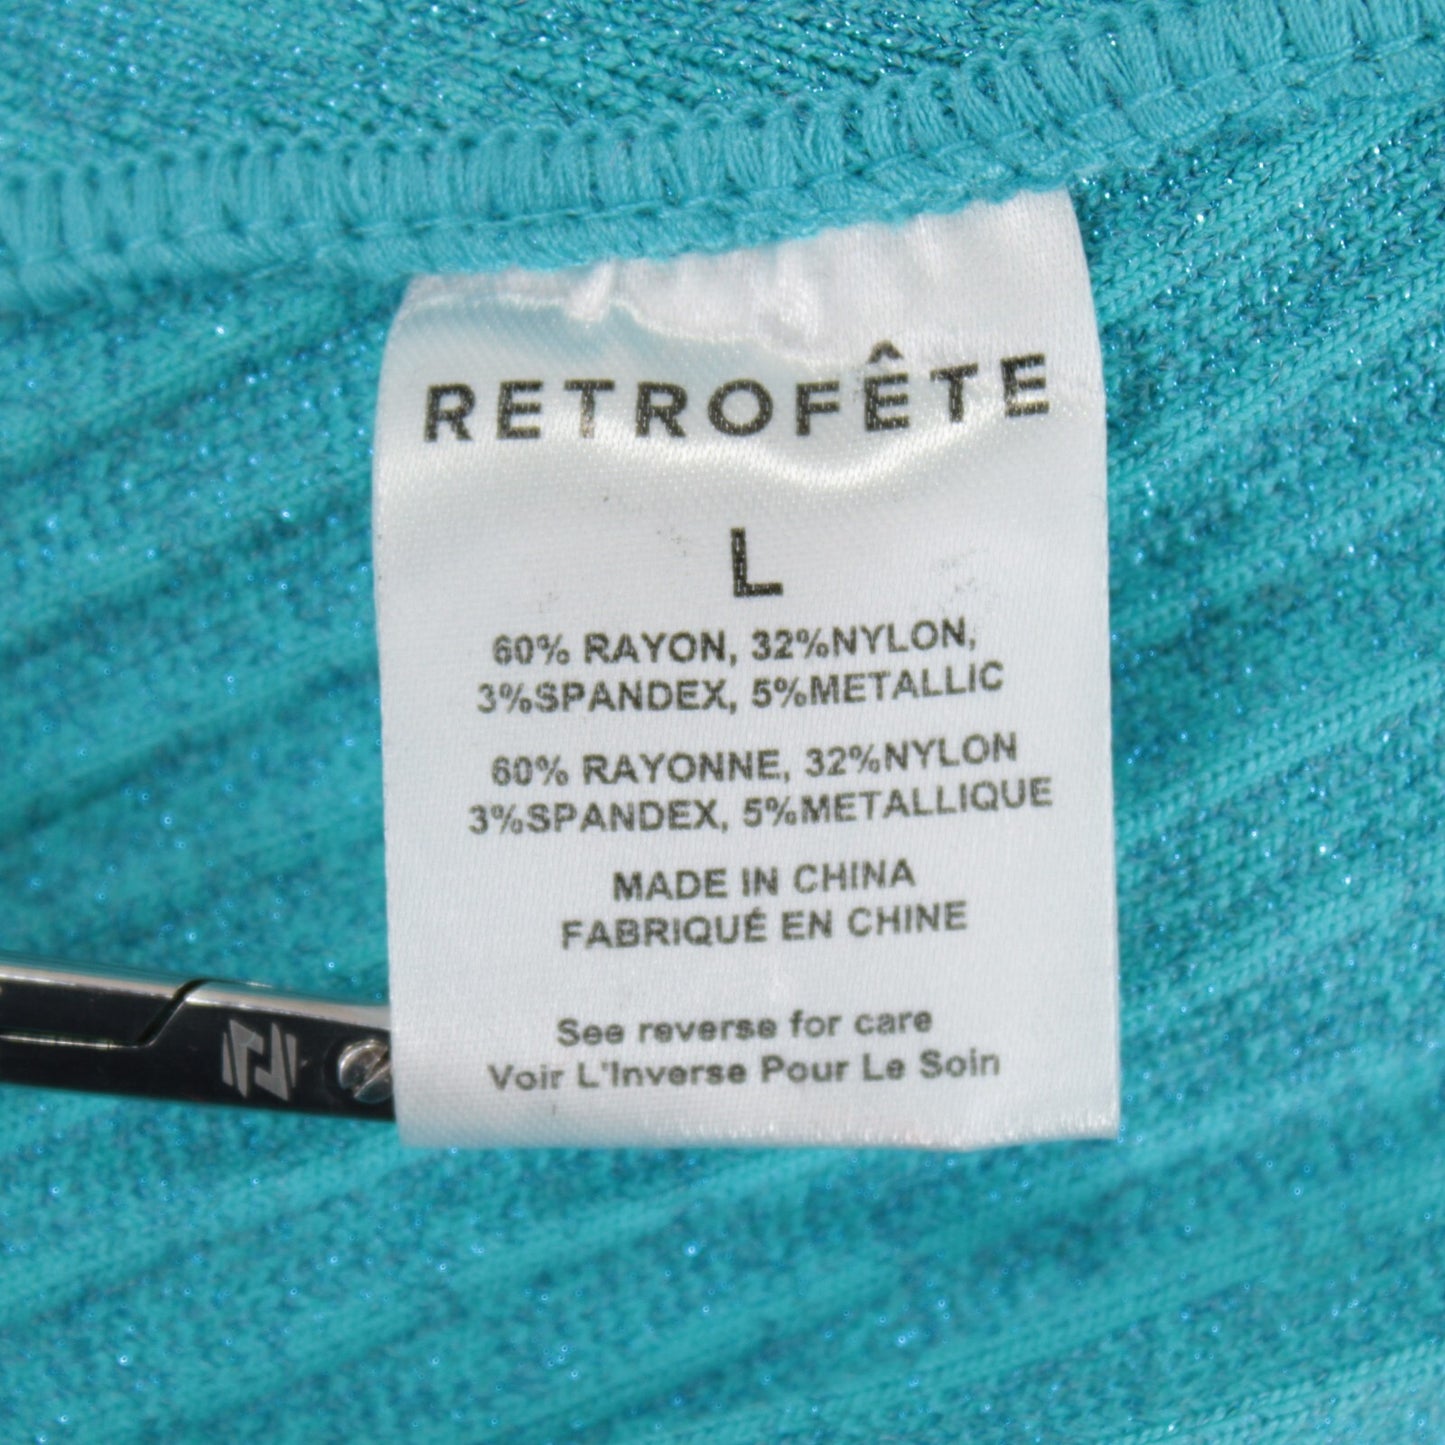 RETROFÊTE
L
60% RAYON, 32%NYLON,
3%SPANDEX, 5%METALLIC
60% RAYONNE, 32%NYLON
3%SPANDEX, 5%METALLIQUE
MADE IN CHINA
FABRIQUÉ EN CHINE
See reverse for care
Voir L'Inverse Pour Le Soin